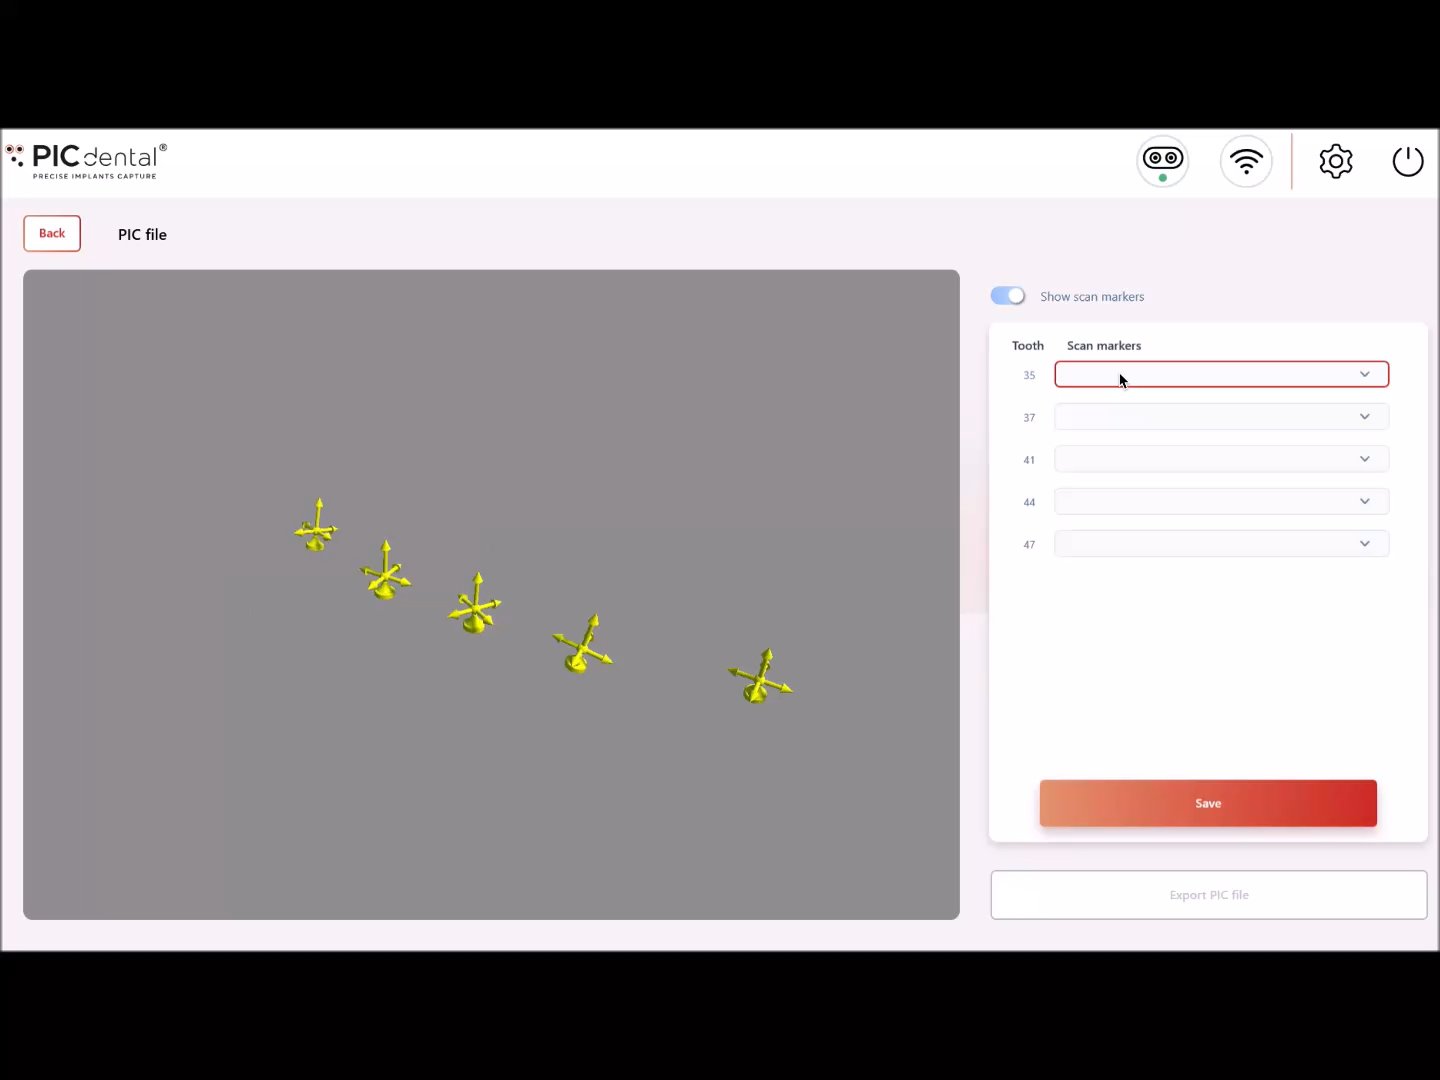 PIC dental®
PRECISE IMPLANTS CAPTURE
Back
PIC file
Show scan markers
Tooth Scan markers
35
37
41
44
47
Save
Export PIC file